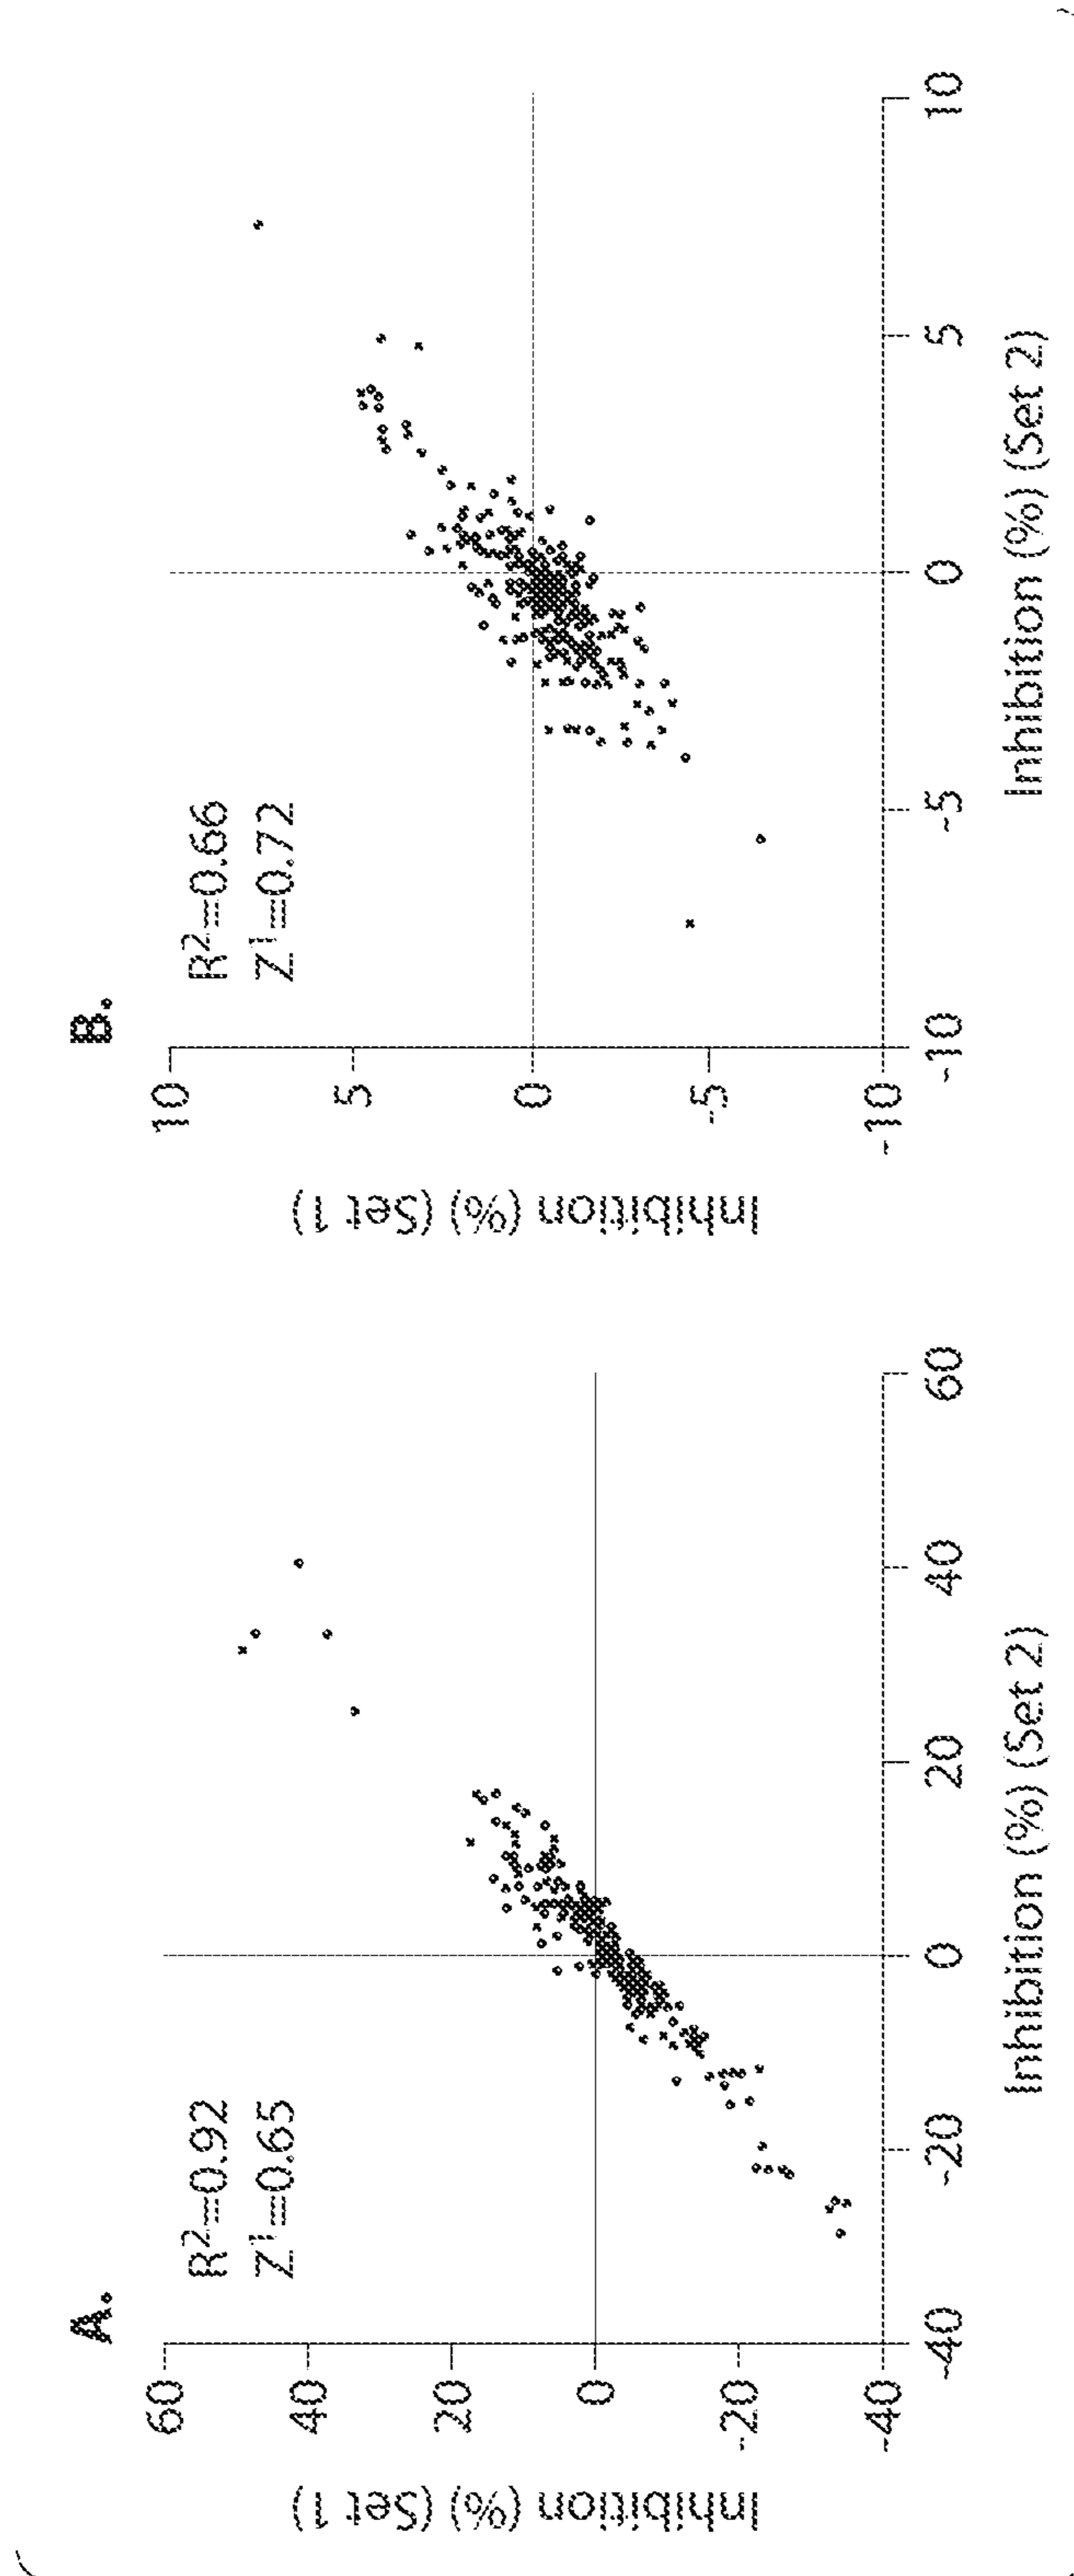 A.
R²=0.92
Z¹=0.65
Inhibition (%) (Set 1)
60
40
20
0
-20
-40
-40
-20
0
20
40
60
Inhibition (%) (Set 2)
B.
R²=0.66
Z¹=0.72
Inhibition (%) (Set 1)
10
5
0
-5
-10
-10
-5
0
5
10
Inhibition (%) (Set 2)